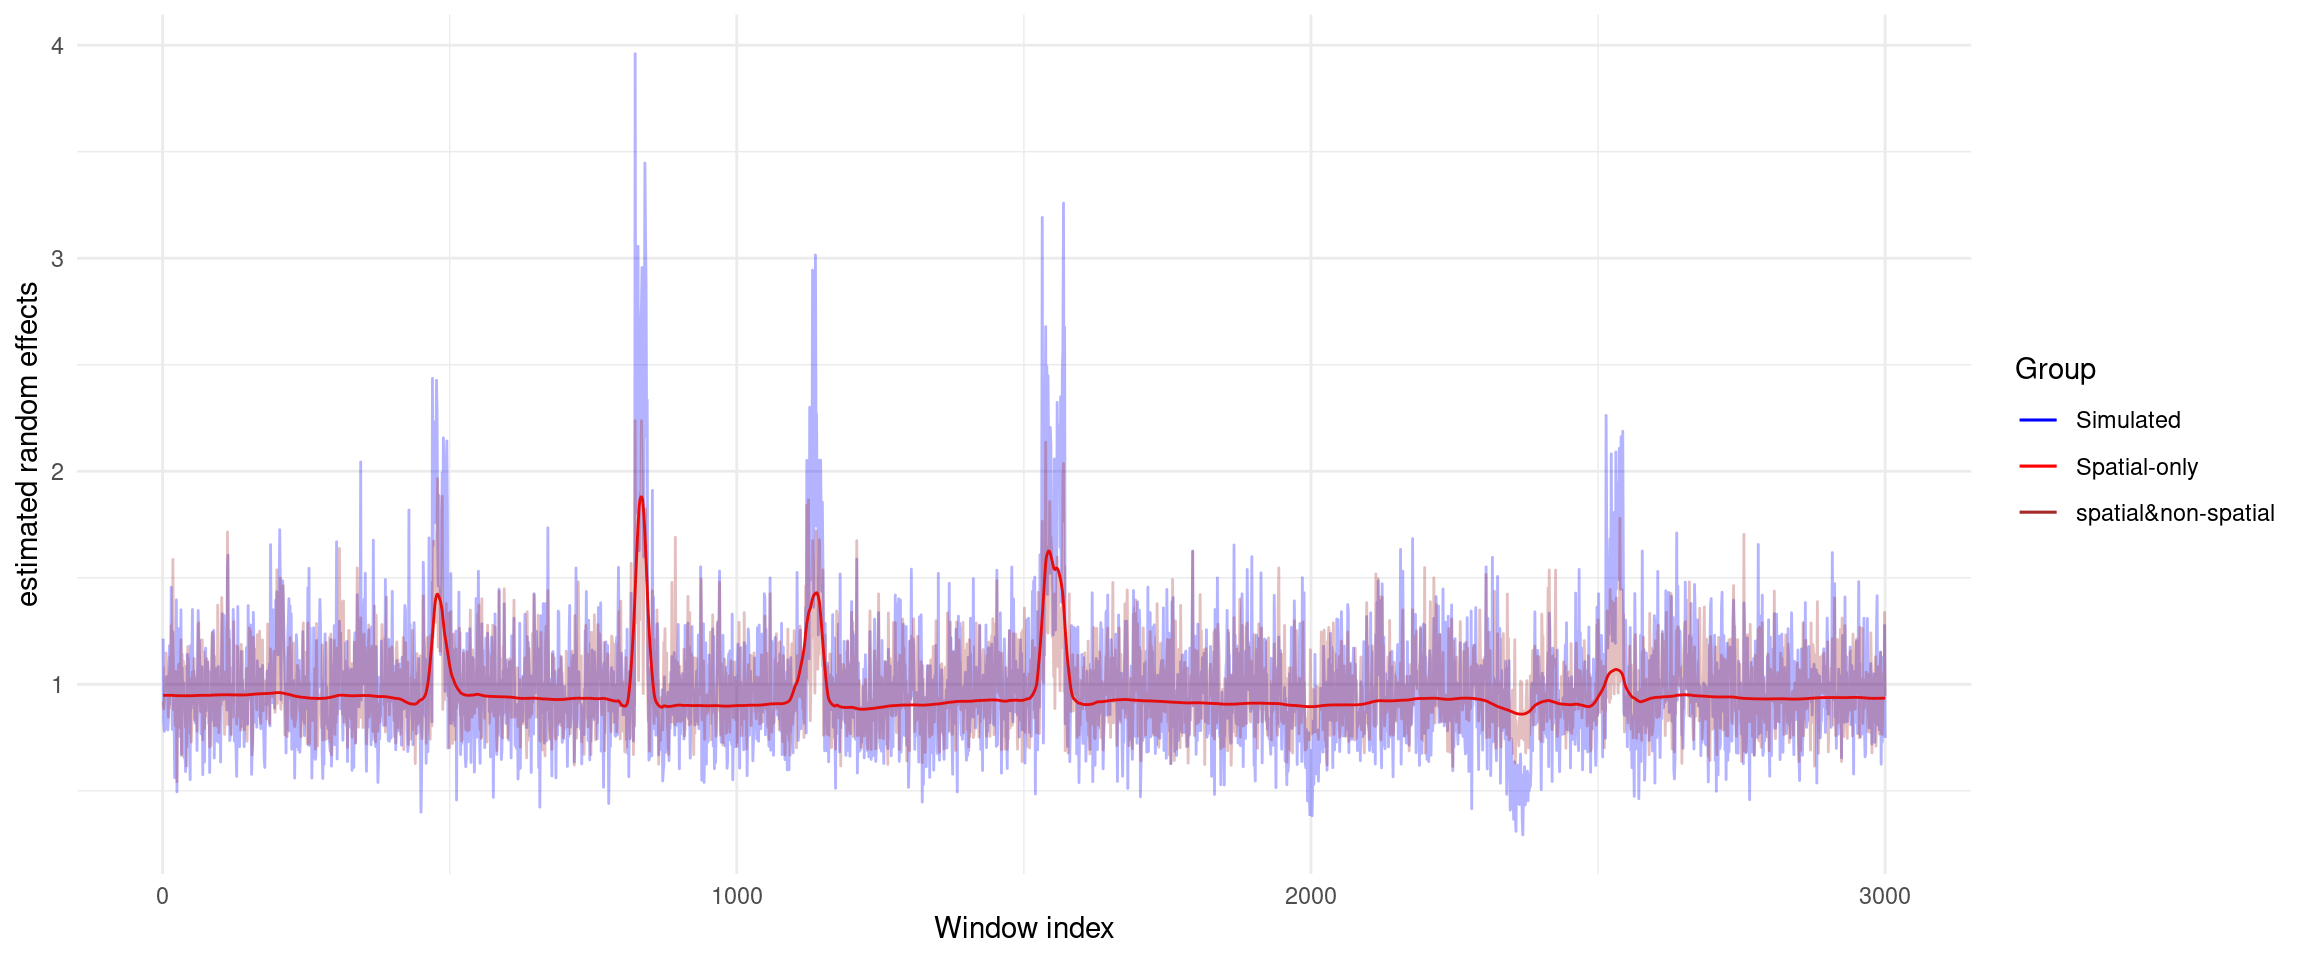 4
3
2
1
estimated random effects
0
1000
2000
3000
Window index
Group
Simulated
Spatial-only
spatial&non-spatial